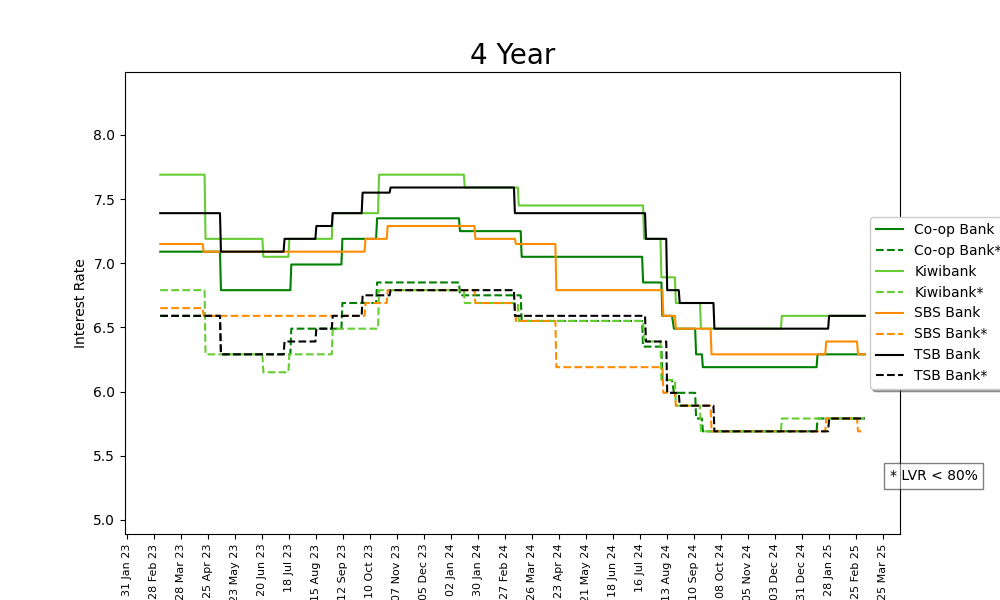 4 Year
Interest Rate
8.0
7.5
7.0
6.5
6.0
5.5
5.0
Co-op Bank
Co-op Bank*
Kiwibank
Kiwibank*
SBS Bank
SBS Bank*
TSB Bank
TSB Bank*
* LVR < 80%
31 Jan 23
28 Feb 23
28 Mar 23
25 Apr 23
23 May 23
20 Jun 23
18 Jul 23
15 Aug 23
12 Sep 23
10 Oct 23
07 Nov 23
05 Dec 23
02 Jan 24
30 Jan 24
27 Feb 24
26 Mar 24
23 Apr 24
21 May 24
18 Jun 24
16 Jul 24
13 Aug 24
10 Sep 24
08 Oct 24
05 Nov 24
03 Dec 24
31 Dec 24
28 Jan 25
25 Feb 25
25 Mar 25